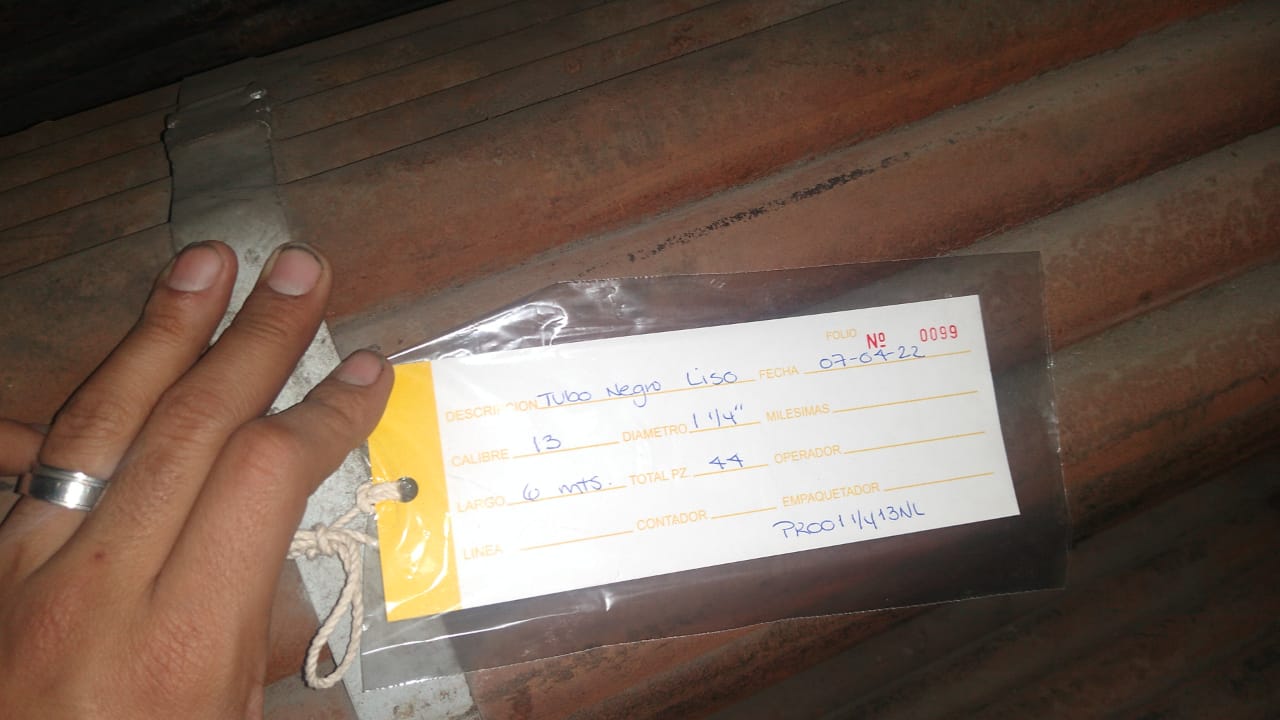 FOLIO Nº 0099
DESCRIPCION Tubo Negro Liso FECHA 07-04-22
CALIBRE 13 DIAMETRO 1 1/4" MILESIMAS
LARGO 6 mts. TOTAL PZ. 44 OPERADOR
LINEA CONTADOR EMPAQUETADOR
PR001 1/413NL